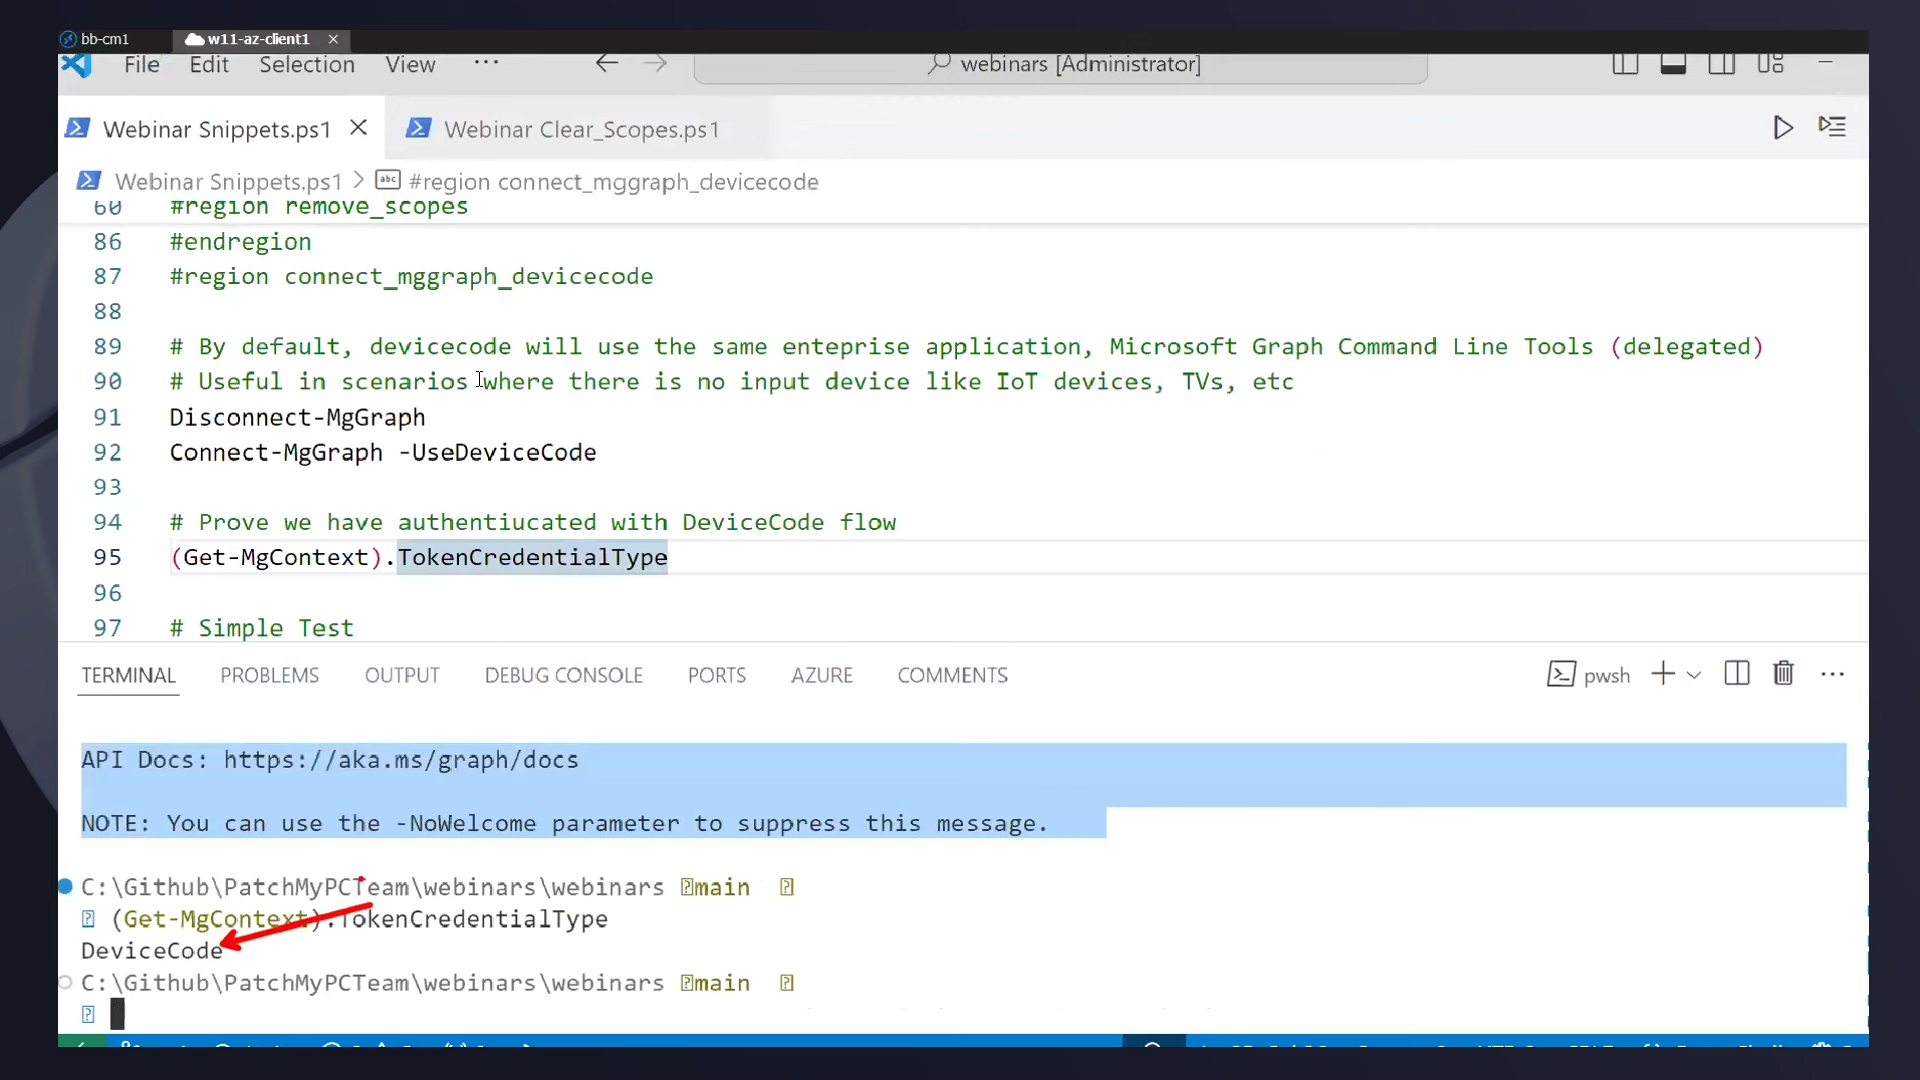 bb-cm1
w11-az-client1
File Edit Selection View ···
webinars [Administrator]
Webinar Snippets.ps1
Webinar Clear_Scopes.ps1
Webinar Snippets.ps1 > #region connect_mggraph_devicecode
60 #region remove_scopes
86 #endregion
87 #region connect_mggraph_devicecode
88
89 # By default, devicecode will use the same enteprise application, Microsoft Graph Command Line Tools (delegated)
90 # Useful in scenarios where there is no input device like IoT devices, TVs, etc
91 Disconnect-MgGraph
92 Connect-MgGraph -UseDeviceCode
93
94 # Prove we have authentiucated with DeviceCode flow
95 (Get-MgContext).TokenCredentialType
96
97 # Simple Test
TERMINAL PROBLEMS OUTPUT DEBUG CONSOLE PORTS AZURE COMMENTS
pwsh
API Docs: https://aka.ms/graph/docs
NOTE: You can use the -NoWelcome parameter to suppress this message.
C:\Github\PatchMyPCTeam\webinars\webinars main
(Get-MgContext).TokenCredentialType
DeviceCode
C:\Github\PatchMyPCTeam\webinars\webinars main